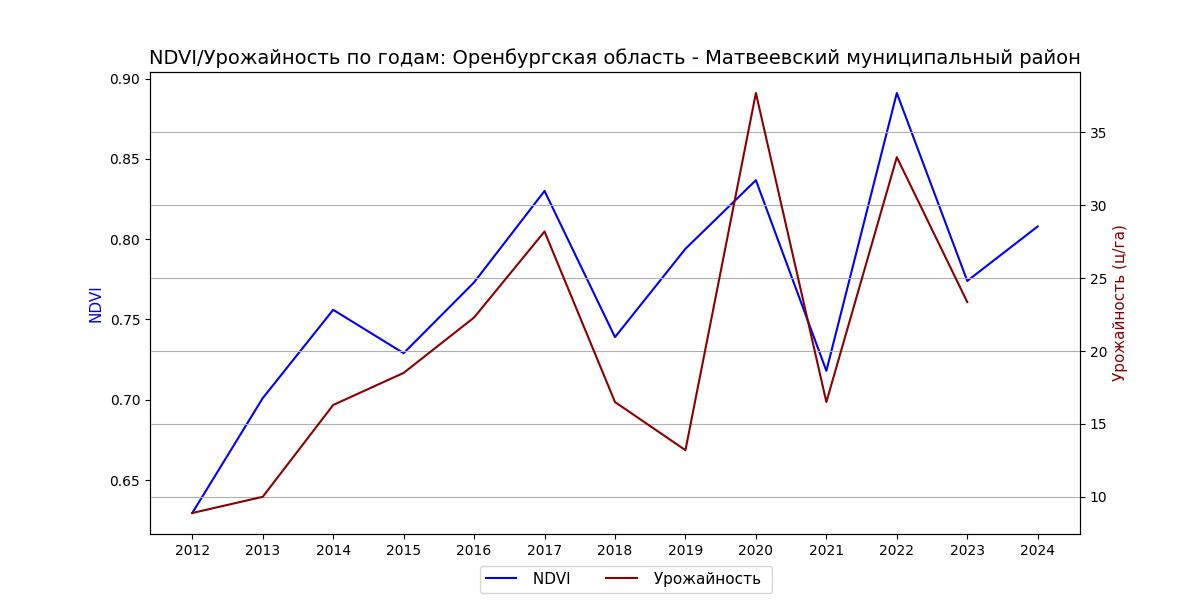 NDVI/Урожайность по годам: Оренбургская область - Матвеевский муниципальный район
0.90
0.85
0.80
0.75
0.70
0.65
NDVI
35
30
25
20
15
10
Урожайность (ц/га)
2012 2013 2014 2015 2016 2017 2018 2019 2020 2021 2022 2023 2024
NDVI Урожайность